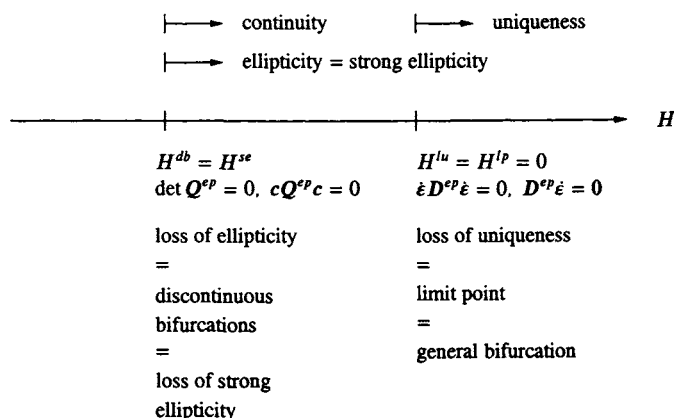 continuity uniqueness
ellipticity = strong ellipticity
H
H^{db} = H^{se} H^{lu} = H^{lp} = 0
det Q^{ep} = 0, cQ^{ep}c = 0 ε̇D^{ep}ε̇ = 0, D^{ep}ε̇ = 0
loss of ellipticity
=
discontinuous
bifurcations
=
loss of strong
ellipticity
loss of uniqueness
=
limit point
=
general bifurcation